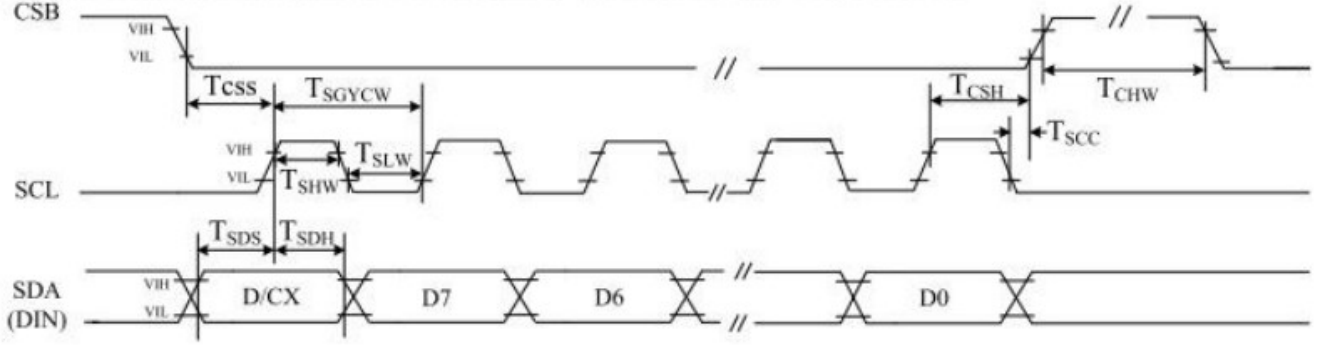 CSB
VIH
VIL
//
//
Tcss
TSGYCW
TCSH
TCHW
TSCC
SCL
VIH
VIL
TSHW
TSLW
//
TSDS
TSDH
SDA
(DIN)
VIH
VIL
D/CX
D7
D6
//
//
D0